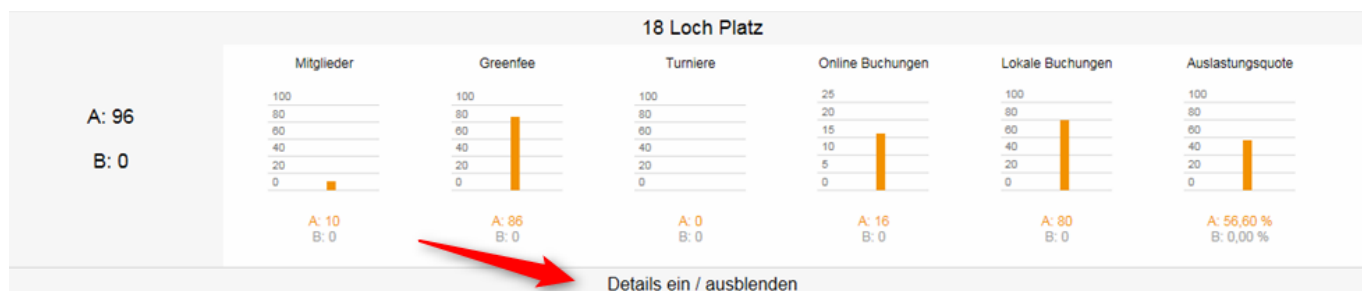 18 Loch Platz
Mitglieder Greenfee Turniere Online Buchungen Lokale Buchungen Auslastungsquote
100 100 100 25 100 100
80 80 80 20 80 80
60 60 60 15 60 60
40 40 40 10 40 40
20 20 20 5 20 20
0 0 0 0 0 0
A: 96
B: 0
A: 10 A: 86 A: 0 A: 16 A: 80 A: 56,60 %
B: 0 B: 0 B: 0 B: 0 B: 0 B: 0,00 %
Details ein / ausblenden